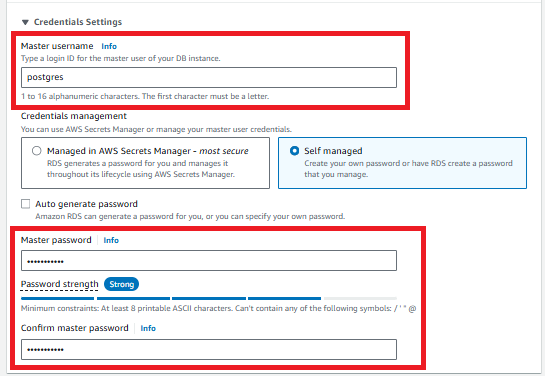 Credentials Settings
Master username Info
Type a login ID for the master user of your DB instance.
postgres
1 to 16 alphanumeric characters. The first character must be a letter.
Credentials management
You can use AWS Secrets Manager or manage your master user credentials.
Managed in AWS Secrets Manager - most secure
RDS generates a password for you and manages it
throughout its lifecycle using AWS Secrets Manager.
Self managed
Create your own password or have RDS create a password
that you manage.
Auto generate password
Amazon RDS can generate a password for you, or you can specify your own password.
Master password Info
•••••••••••
Password strength Strong
Minimum constraints: At least 8 printable ASCII characters. Can't contain any of the following symbols: / ' " @
Confirm master password Info
•••••••••••